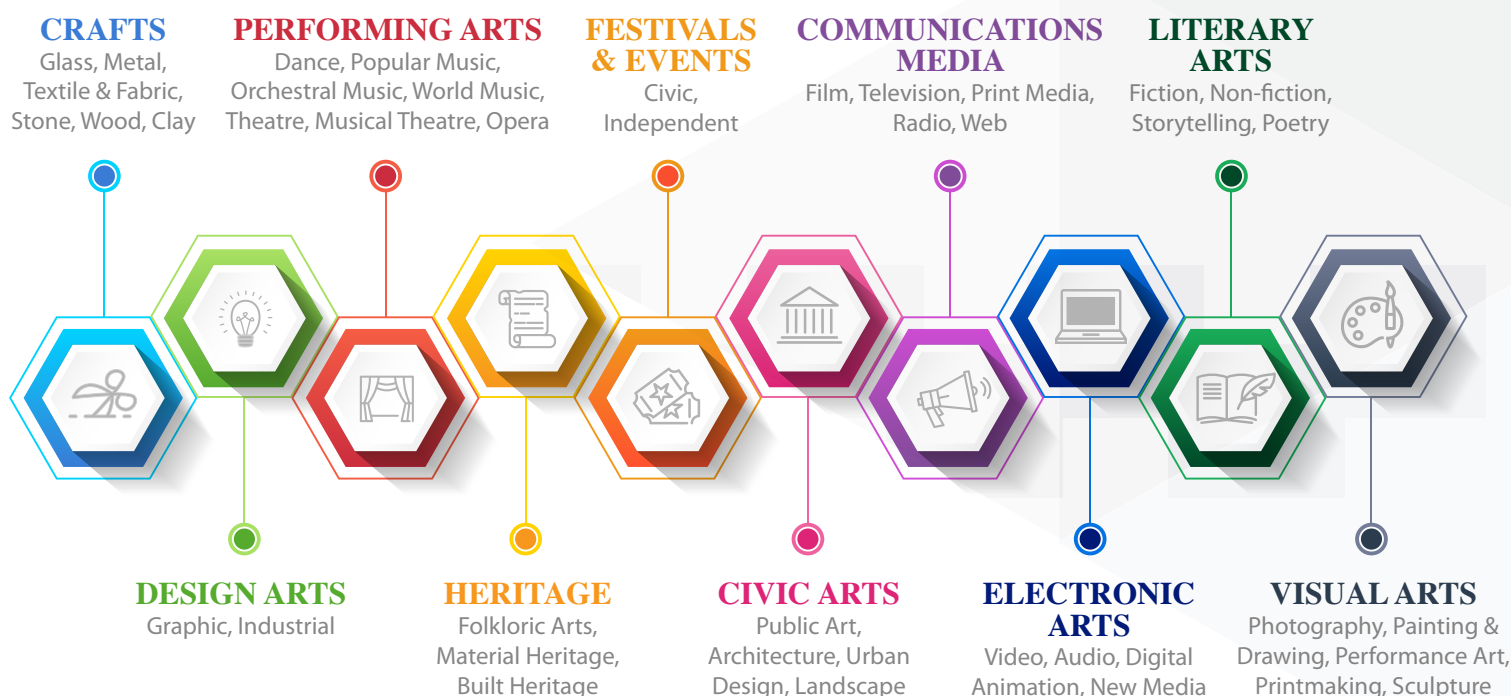 CRAFTS
Glass, Metal,
Textile & Fabric,
Stone, Wood, Clay
PERFORMING ARTS
Dance, Popular Music,
Orchestral Music, World Music,
Theatre, Musical Theatre, Opera
FESTIVALS
& EVENTS
Civic,
Independent
COMMUNICATIONS
MEDIA
Film, Television, Print Media,
Radio, Web
LITERARY
ARTS
Fiction, Non-fiction,
Storytelling, Poetry
DESIGN ARTS
Graphic, Industrial
HERITAGE
Folkloric Arts,
Material Heritage,
Built Heritage
CIVIC ARTS
Public Art,
Architecture, Urban
Design, Landscape
ELECTRONIC
ARTS
Video, Audio, Digital
Animation, New Media
VISUAL ARTS
Photography, Painting &
Drawing, Performance Art,
Printmaking, Sculpture